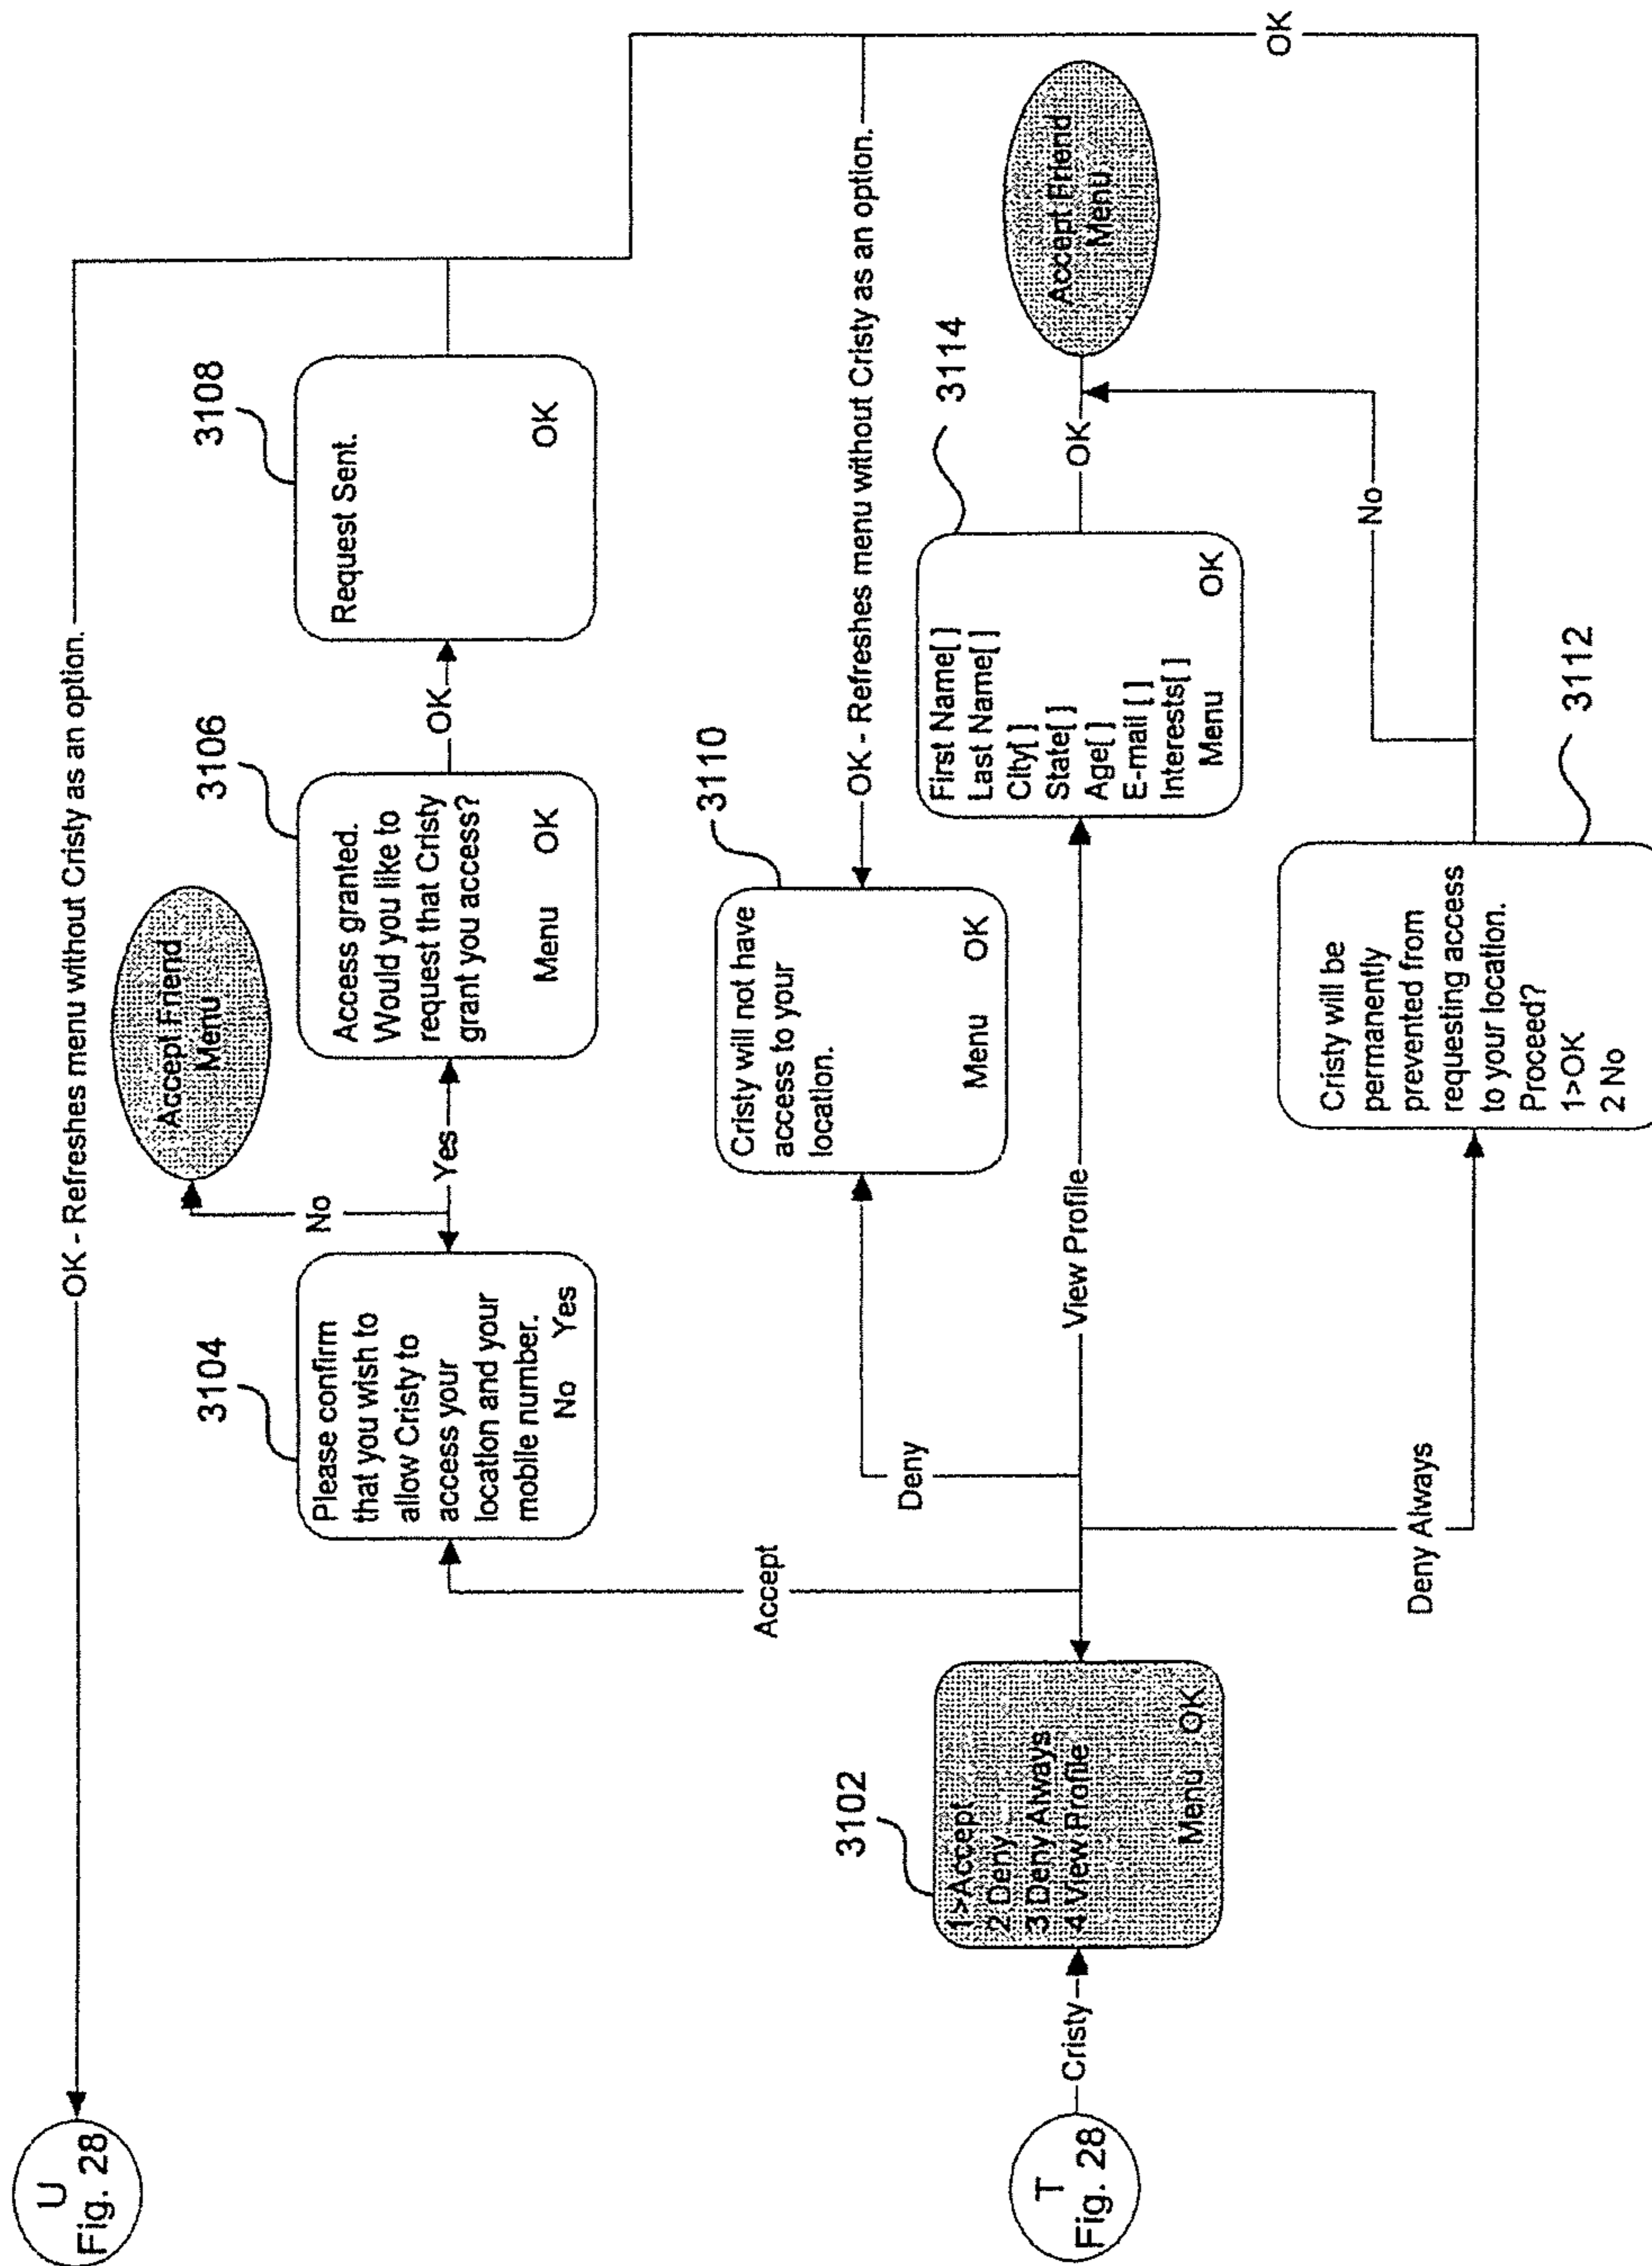 U
Fig. 28
OK - Refreshes menu without Cristy as an option.
3104
Please confirm
that you wish to
allow Cristy to
access your
location and your
mobile number.
No Yes
No
Yes
Accept Friend
Menu
3106
Access granted.
Would you like to
request that Cristy
grant you access?
Menu OK
OK
3108
Request Sent.
OK
Accept
Deny
3110
Cristy will not have
access to your
location.
Menu OK
OK - Refreshes menu without Cristy as an option.
T
Fig. 28
Cristy
3102
1>Accept
2 Deny
3 Deny Always
4 View Profile
Menu OK
View Profile
3114
First Name[ ]
Last Name[ ]
City[ ]
State[ ]
Age[ ]
E-mail [ ]
Interests[ ]
Menu OK
OK
Accept Friend
Menu
Deny Always
3112
Cristy will be
permanently
prevented from
requesting access
to your location.
Proceed?
1>OK
2 No
No
OK